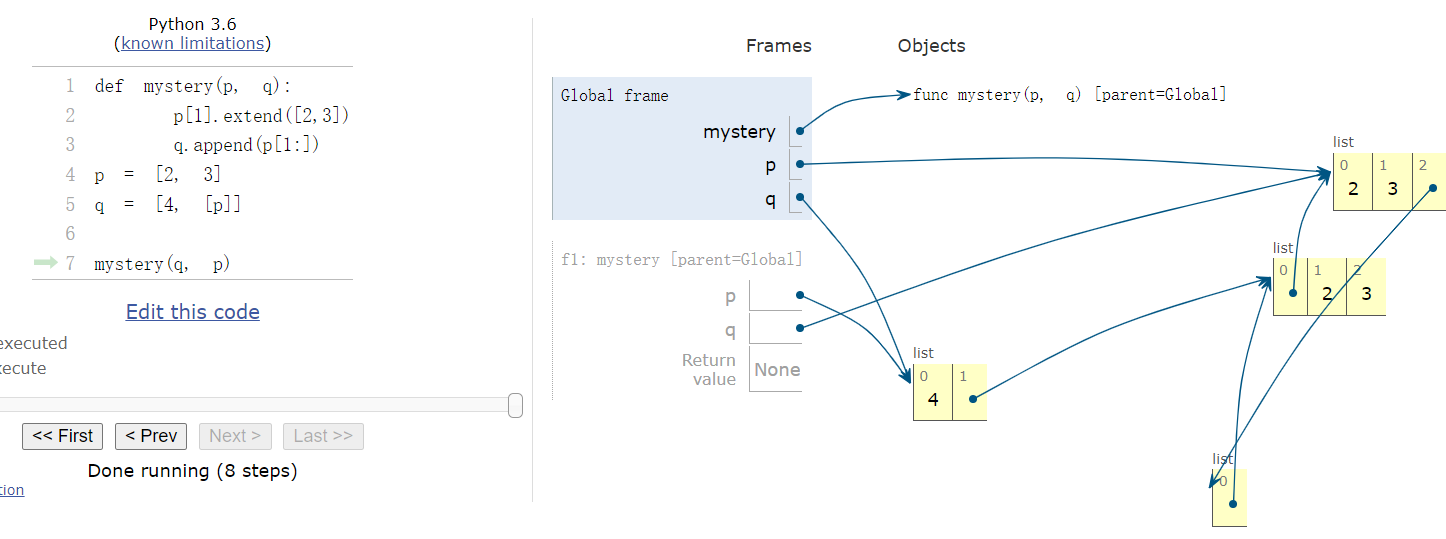 Python 3.6
(known limitations)
1 def mystery(p, q):
2 p[1].extend([2,3])
3 q.append(p[1:])
4 p = [2, 3]
5 q = [4, [p]]
6
7 mystery(q, p)
Edit this code
executed
xecute
<< First < Prev Next > Last >>
Done running (8 steps)
tion
Frames Objects
Global frame
mystery
p
q
func mystery(p, q) [parent=Global]
f1: mystery [parent=Global]
p
q
Return
value None
list
0 1 2
2 3
list
0 1 2
2 3
list
0 1
4
list
0